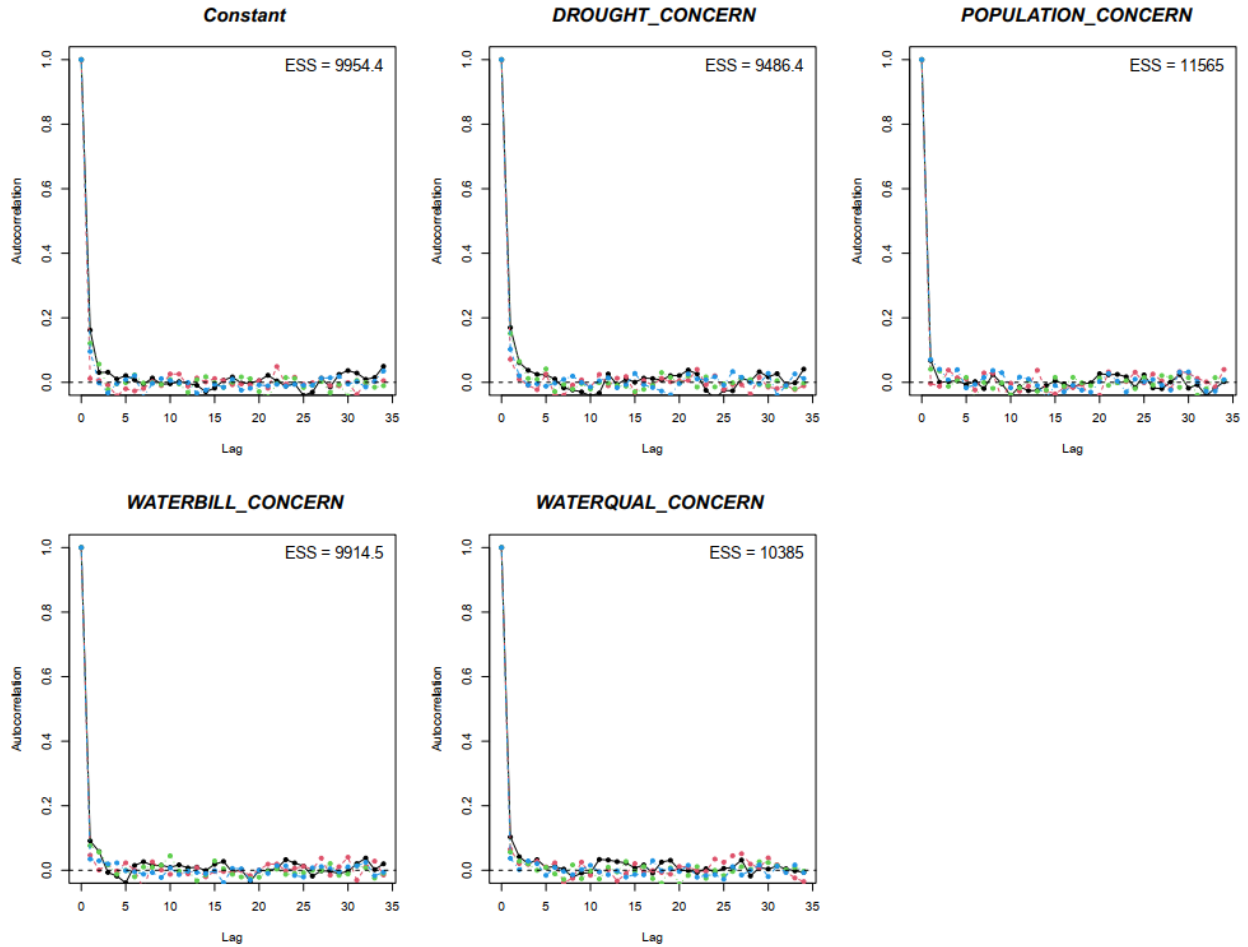 Constant
ESS = 9954.4
Autocorrelation
1.0
0.8
0.6
0.4
0.2
0.0
0 5 10 15 20 25 30 35
Lag
DROUGHT_CONCERN
ESS = 9486.4
Autocorrelation
1.0
0.8
0.6
0.4
0.2
0.0
0 5 10 15 20 25 30 35
Lag
POPULATION_CONCERN
ESS = 11565
Autocorrelation
1.0
0.8
0.6
0.4
0.2
0.0
0 5 10 15 20 25 30 35
Lag
WATERBILL_CONCERN
ESS = 9914.5
Autocorrelation
1.0
0.8
0.6
0.4
0.2
0.0
0 5 10 15 20 25 30 35
Lag
WATERQUAL_CONCERN
ESS = 10385
Autocorrelation
1.0
0.8
0.6
0.4
0.2
0.0
0 5 10 15 20 25 30 35
Lag